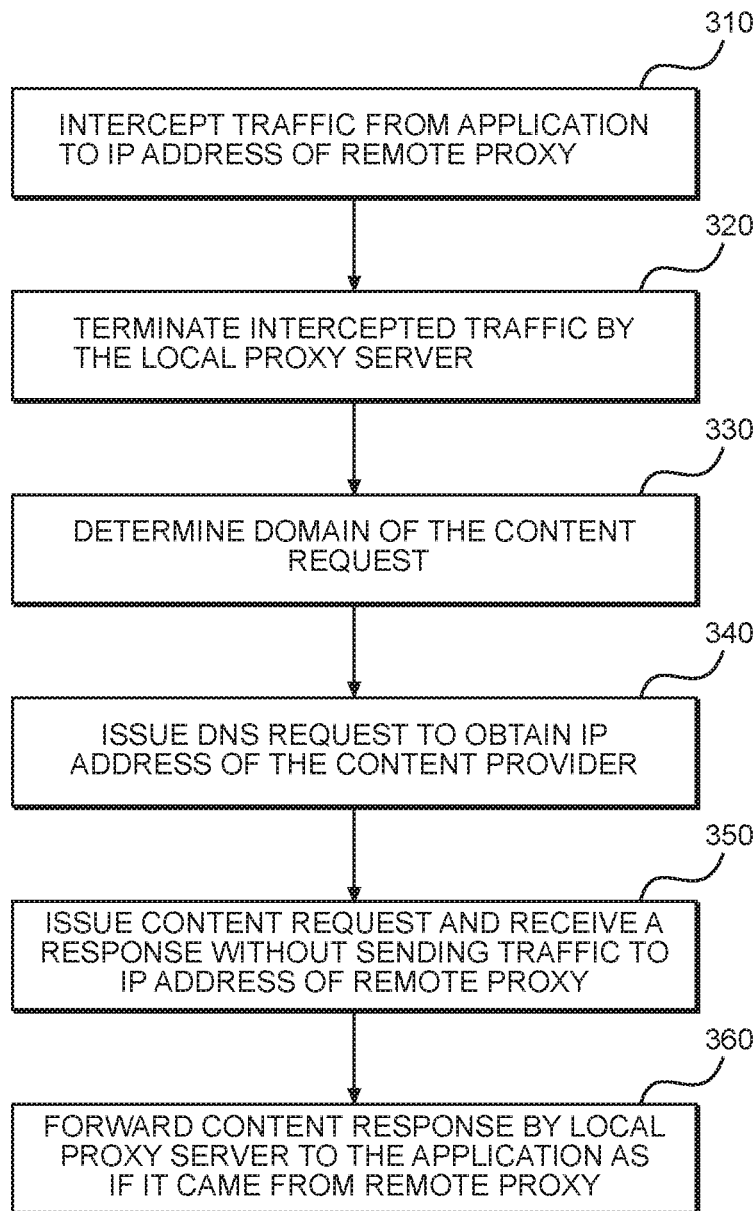 310
INTERCEPT TRAFFIC FROM APPLICATION
TO IP ADDRESS OF REMOTE PROXY
320
TERMINATE INTERCEPTED TRAFFIC BY
THE LOCAL PROXY SERVER
330
DETERMINE DOMAIN OF THE CONTENT
REQUEST
340
ISSUE DNS REQUEST TO OBTAIN IP
ADDRESS OF THE CONTENT PROVIDER
350
ISSUE CONTENT REQUEST AND RECEIVE A
RESPONSE WITHOUT SENDING TRAFFIC TO
IP ADDRESS OF REMOTE PROXY
360
FORWARD CONTENT RESPONSE BY LOCAL
PROXY SERVER TO THE APPLICATION AS
IF IT CAME FROM REMOTE PROXY